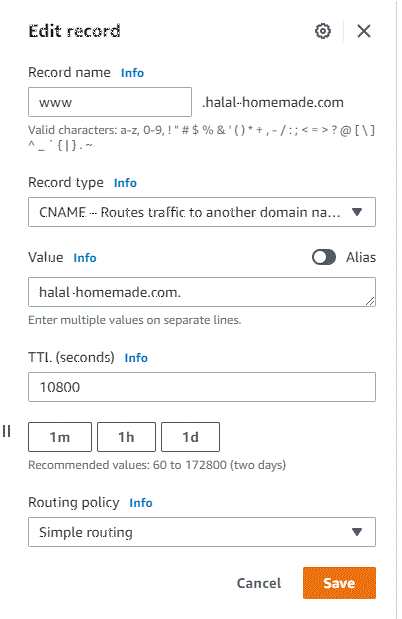 Edit record
Record name Info
www .halal-homemade.com
Valid characters: a-z, 0-9, ! " # $ % & ' ( ) * + , - / : ; < = > ? @ [ \ ]
^ _ ` { | } . ~
Record type Info
CNAME – Routes traffic to another domain na...
Value Info Alias
halal-homemade.com.
Enter multiple values on separate lines.
TTL (seconds) Info
10800
1m 1h 1d
Recommended values: 60 to 172800 (two days)
Routing policy Info
Simple routing
Cancel Save